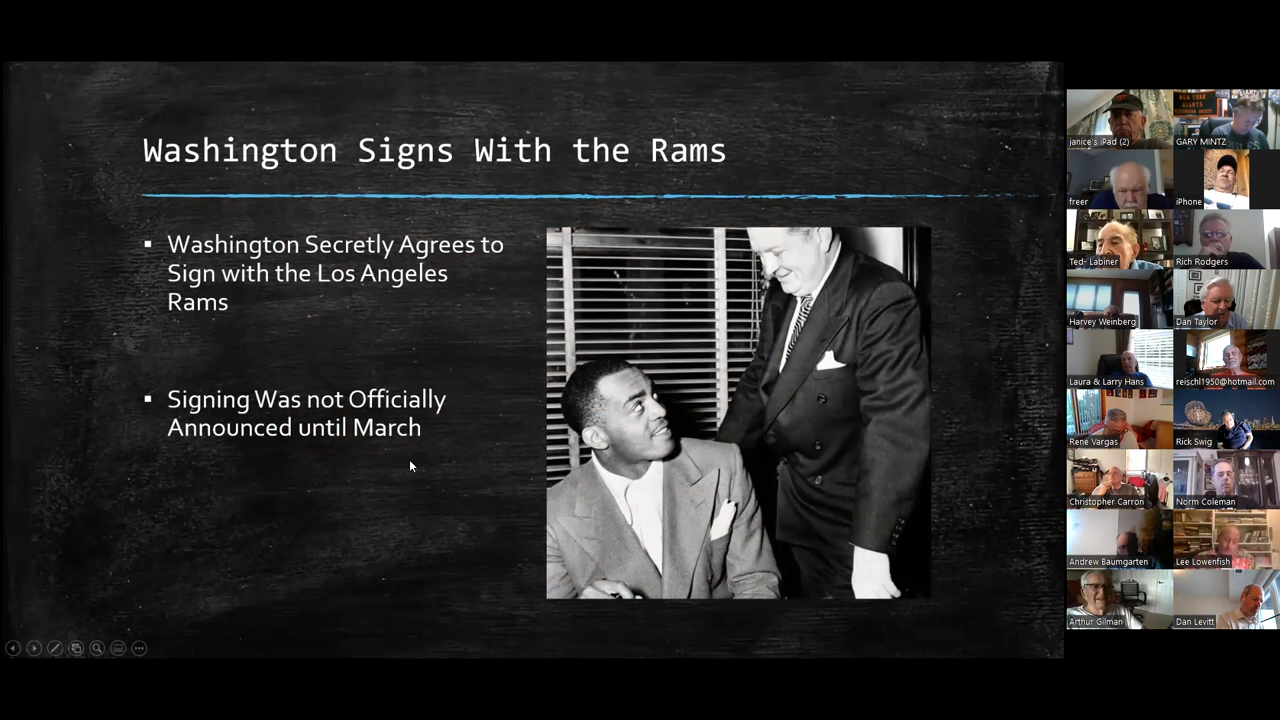 Washington Signs With the Rams
▪ Washington Secretly Agrees to
Sign with the Los Angeles
Rams
▪ Signing Was not Officially
Announced until March
janice's iPad (2)
NEW YORK
GIANTS
GARY MINTZ
freer
iPhone
Ted- Labiner
Rich Rodgers
Harvey Weinberg
Dan Taylor
Laura & Larry Hans
reischl1950@hotmail.com
Rene Vargas
Rick Swig
Christopher Carron
Norm Coleman
Andrew Baumgarten
Lee Lowenfish
Arthur Gilman
Dan Levitt